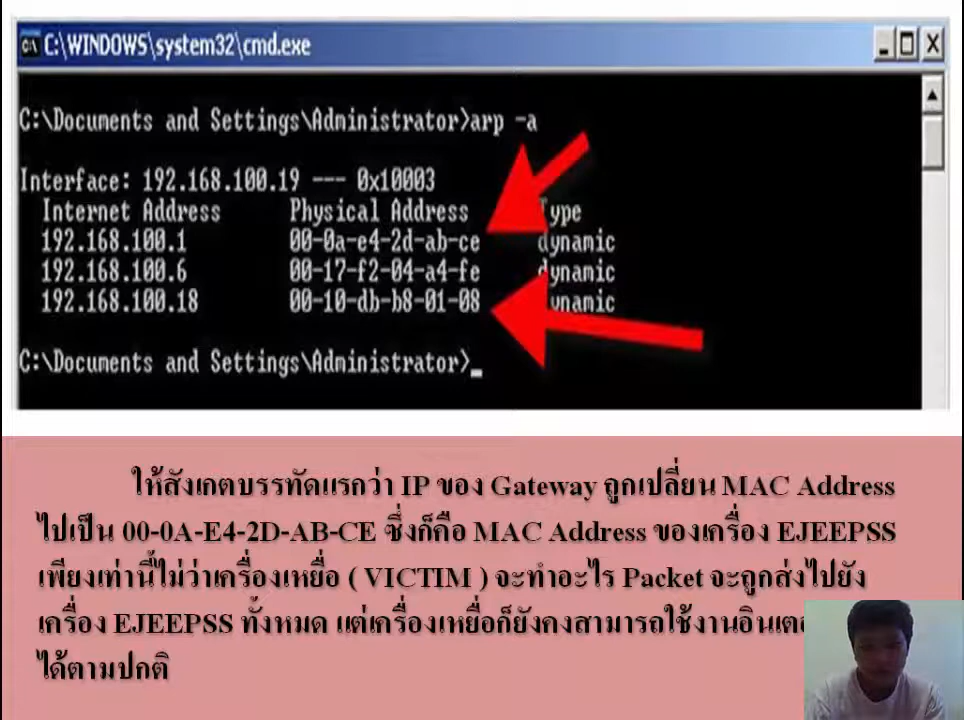 C:\WINDOWS\system32\cmd.exe
C:\Documents and Settings\Administrator>arp -a
Interface: 192.168.100.19 --- 0x10003
Internet Address Physical Address Type
192.168.100.1 00-0a-e4-2d-ab-ce dynamic
192.168.100.6 00-17-f2-04-a4-fe dynamic
192.168.100.18 00-10-db-b8-01-08 dynamic
C:\Documents and Settings\Administrator>_
ให้สังเกตบรรทัดแรกว่า IP ของ Gateway ถูกเปลี่ยน MAC Address
ไปเป็น 00-0A-E4-2D-AB-CE ซึ่งก็คือ MAC Address ของเครื่อง EJEEPSS
เพียงเท่านี้ไม่ว่าเครื่องเหยื่อ ( VICTIM ) จะทำอะไร Packet จะถูกส่งไปยัง
เครื่อง EJEEPSS ทั้งหมด แต่เครื่องเหยื่อก็ยังคงสามารถใช้งาน
ได้ตามปกติ